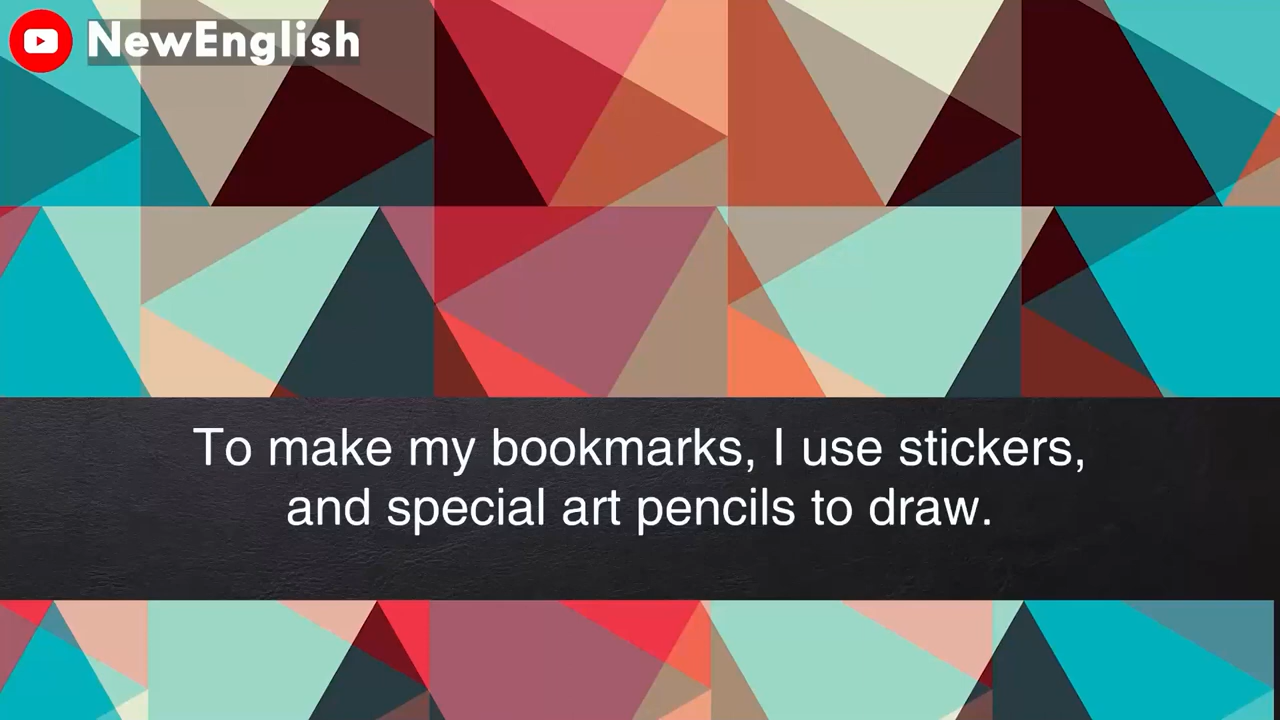 NewEnglish
To make my bookmarks, I use stickers,
and special art pencils to draw.